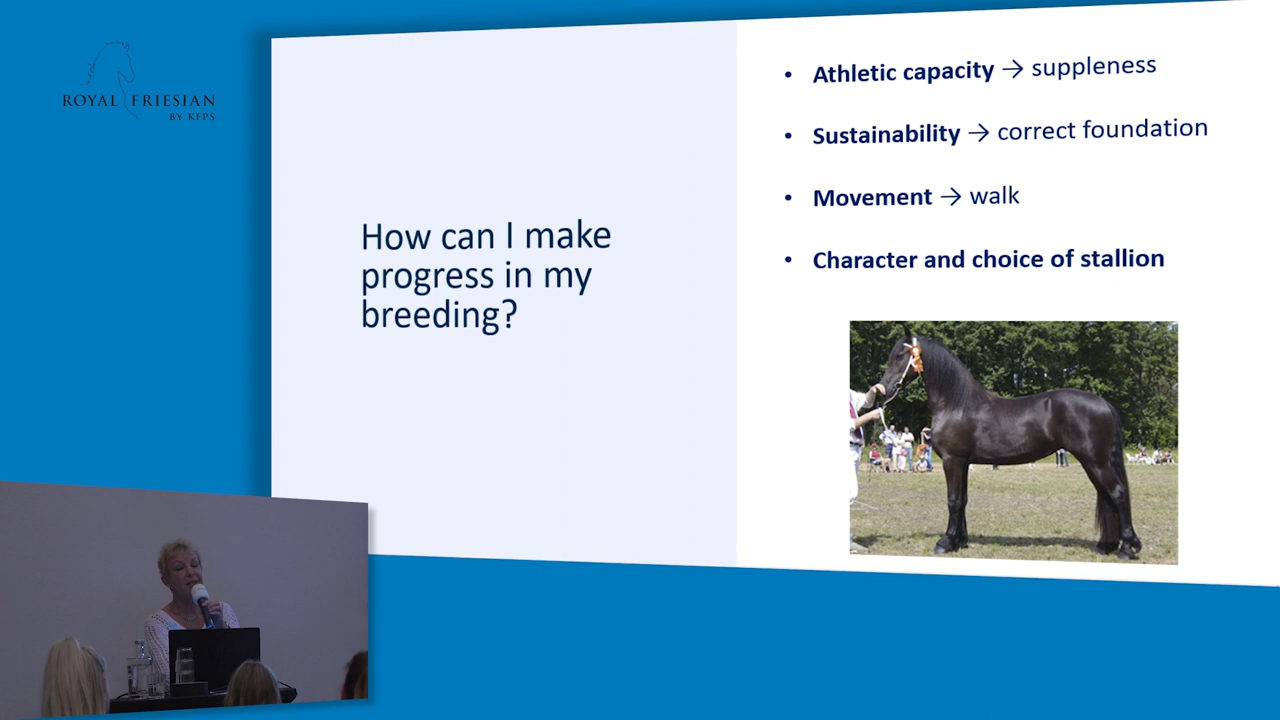 ROYAL FRIESIAN
BY KFPS
How can I make
progress in my
breeding?
• Athletic capacity → suppleness
• Sustainability → correct foundation
• Movement → walk
• Character and choice of stallion